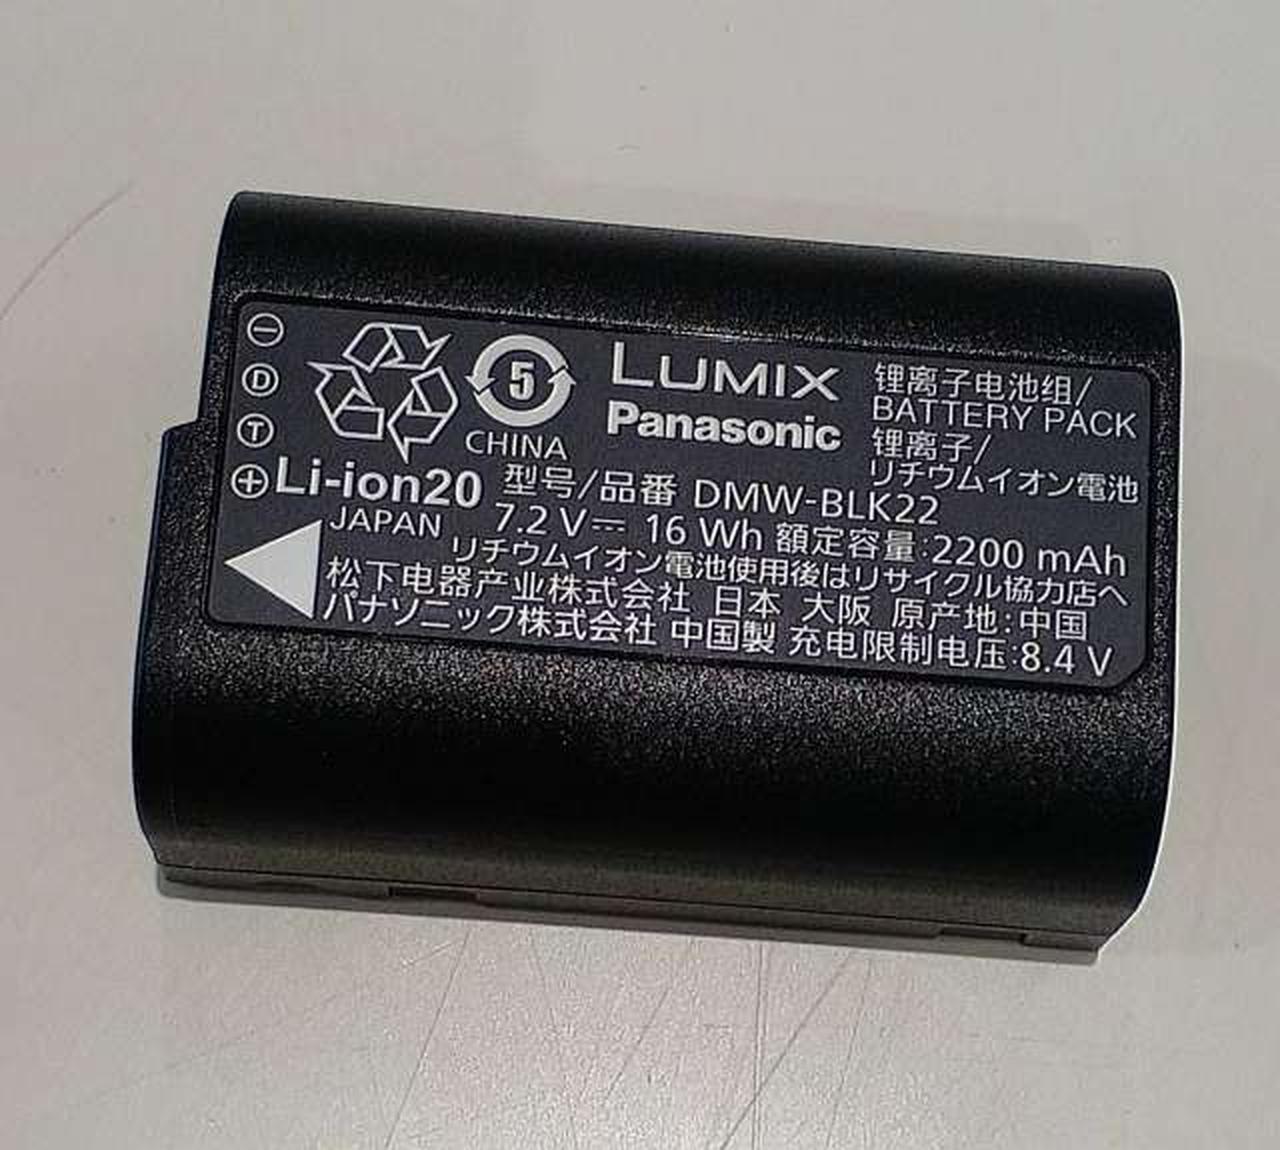 ⊖
Ⓓ
Ⓣ
⊕
5
CHINA
Li-ion20
JAPAN
LUMIX
Panasonic
锂离子电池组/
BATTERY PACK
锂离子/
リチウムイオン電池
型号/品番 DMW-BLK22
7.2 V⎓ 16 Wh 額定容量:2200 mAh
リチウムイオン電池使用後はリサイクル協力店へ
松下电器产业株式会社 日本 大阪 原产地:中国
パナソニック株式会社 中国製 充电限制电压:8.4 V